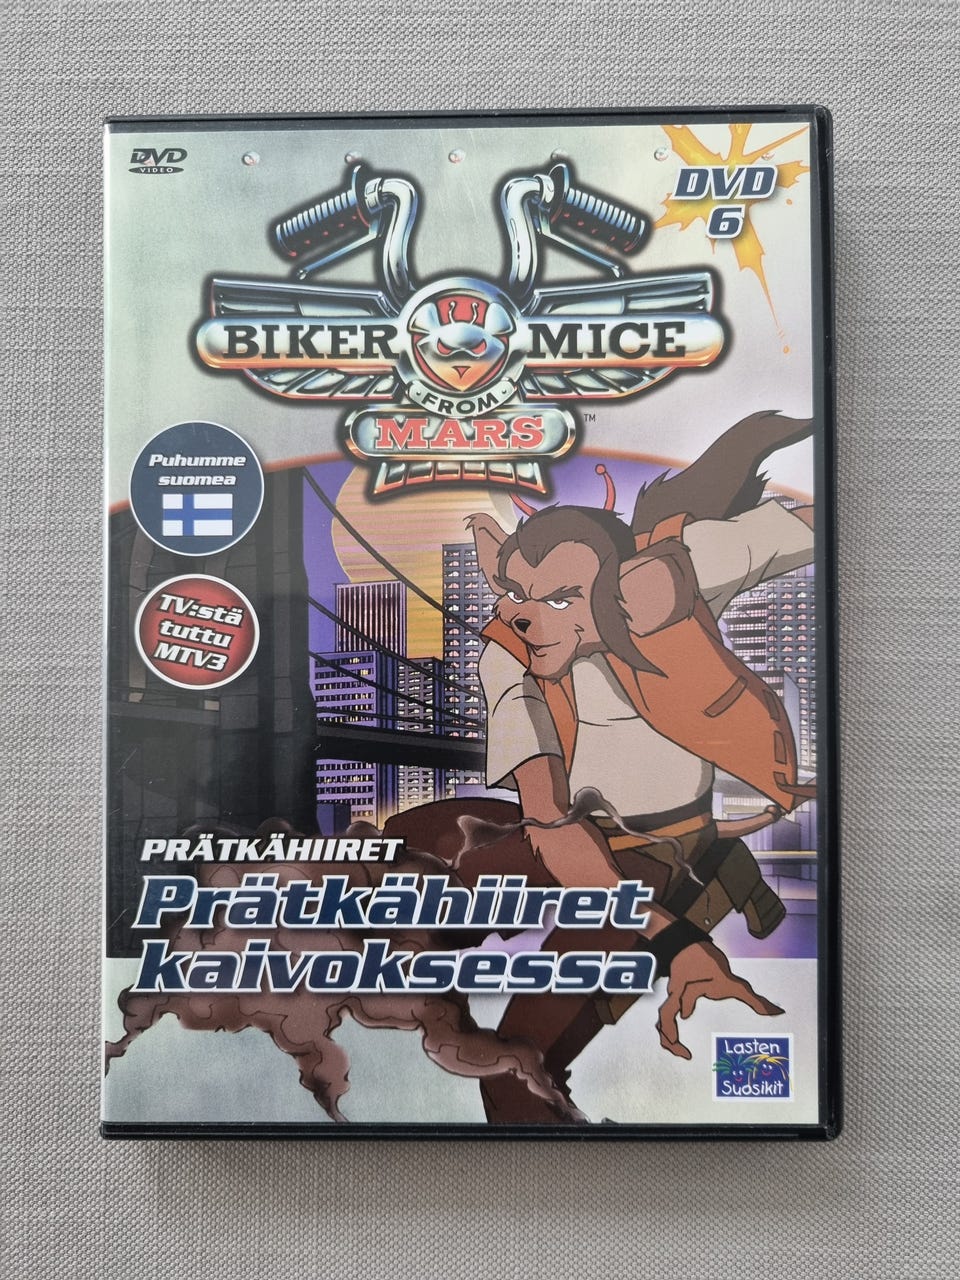 DVD
VIDEO
DVD
6
BIKER MICE
FROM
MARS
TM
Puhumme
suomea
TV:stä
tuttu
MTV3
PRÄTKÄHIIRET
Prätkähiiret
kaivoksessa
Lasten
Suosikit